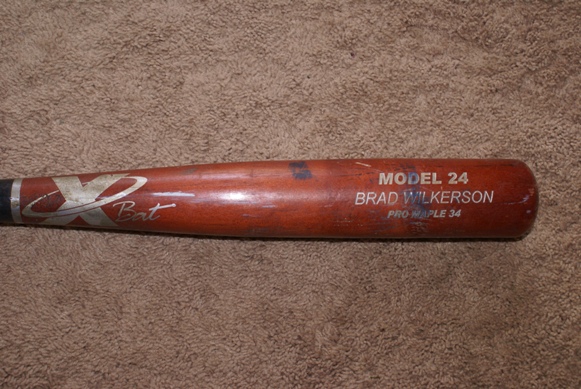 X
Bat
MODEL 24
BRAD WILKERSON
PRO MAPLE 34